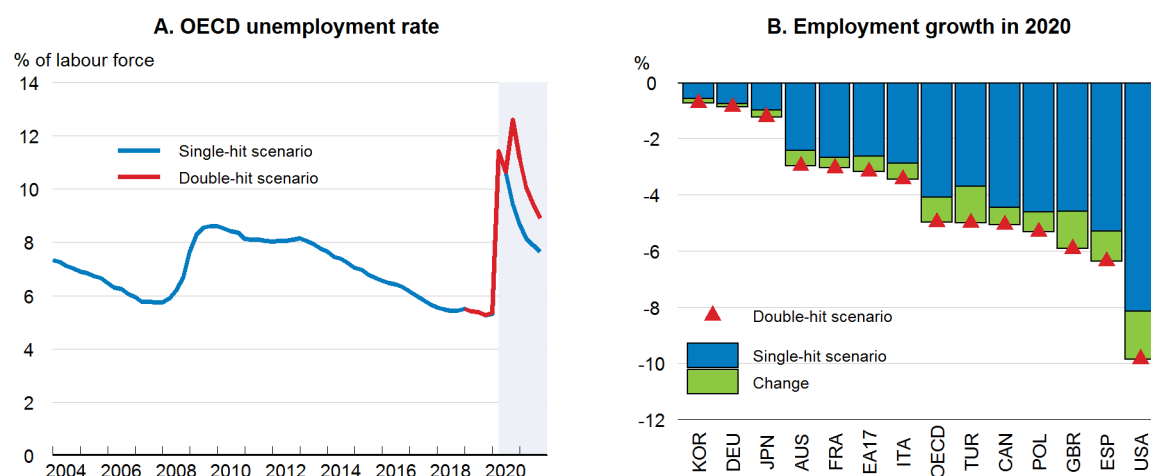 A. OECD unemployment rate
% of labour force
14
12
10
8
6
4
2
0
Single-hit scenario
Double-hit scenario
2004 2006 2008 2010 2012 2014 2016 2018 2020
B. Employment growth in 2020
%
0
-2
-4
-6
-8
-10
-12
Double-hit scenario
Single-hit scenario
Change
KOR DEU JPN AUS FRA EA17 ITA OECD TUR CAN POL GBR ESP USA